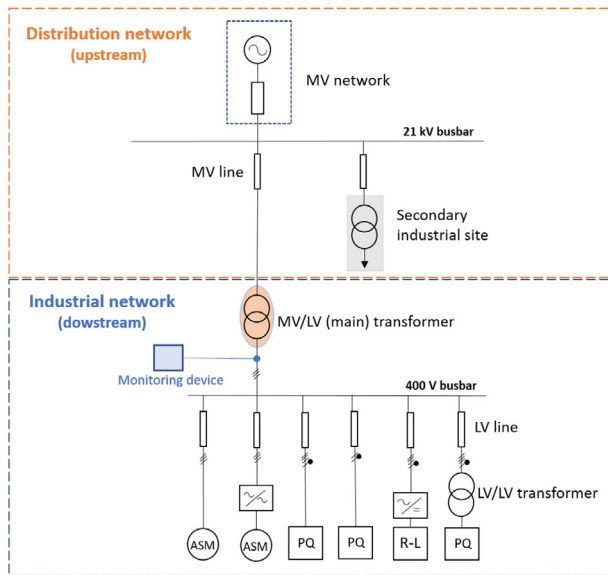 Distribution network
(upstream)
MV network
21 kV busbar
MV line
Secondary
industrial site
Industrial network
(dowstream)
MV/LV (main) transformer
Monitoring device
400 V busbar
LV line
LV/LV transformer
ASM
ASM
PQ
PQ
R-L
PQ